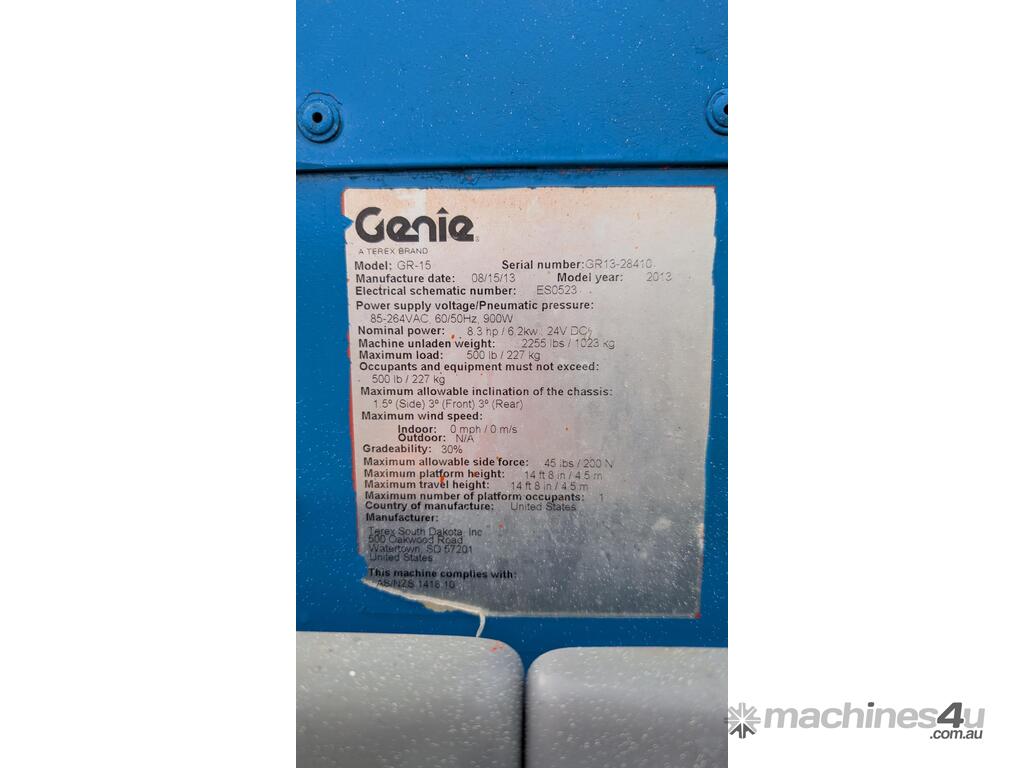 Genie
A TEREX BRAND
Model: GR-15 Serial number: GR13-28410
Manufacture date: 08/15/13 Model year: 2013
Electrical schematic number: ES0523
Power supply voltage/Pneumatic pressure:
85-264VAC, 60/50Hz, 900W
Nominal power: 8.3 hp / 6.2kw, 24V DC
Machine unladen weight: 2255 lbs / 1023 kg
Maximum load: 500 lb / 227 kg
Occupants and equipment must not exceed:
500 lb / 227 kg
Maximum allowable inclination of the chassis:
1.5° (Side) 3° (Front) 3° (Rear)
Maximum wind speed:
Indoor: 0 mph / 0 m/s
Outdoor: N/A
Gradeability: 30%
Maximum allowable side force: 45 lbs / 200 N
Maximum platform height: 14 ft 8 in / 4.5 m
Maximum travel height: 14 ft 8 in / 4.5 m
Maximum number of platform occupants: 1
Country of manufacture: United States
Manufacturer:
Terex South Dakota, Inc
500 Oakwood Road
Watertown, SD 57201
United States
This machine complies with:
AS/NZS 1418.10
machines4u
.com.au